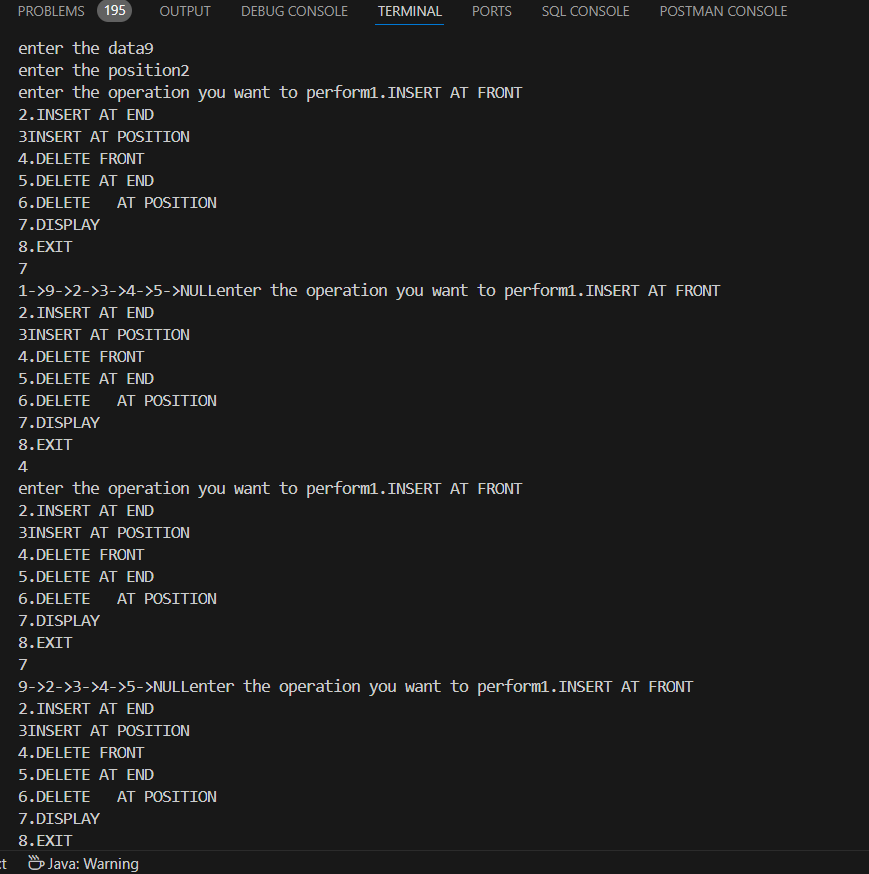 PROBLEMS 195 OUTPUT DEBUG CONSOLE TERMINAL PORTS SQL CONSOLE POSTMAN CONSOLE
enter the data9
enter the position2
enter the operation you want to perform1.INSERT AT FRONT
2.INSERT AT END
3INSERT AT POSITION
4.DELETE FRONT
5.DELETE AT END
6.DELETE   AT POSITION
7.DISPLAY
8.EXIT
7
1->9->2->3->4->5->NULLenter the operation you want to perform1.INSERT AT FRONT
2.INSERT AT END
3INSERT AT POSITION
4.DELETE FRONT
5.DELETE AT END
6.DELETE   AT POSITION
7.DISPLAY
8.EXIT
4
enter the operation you want to perform1.INSERT AT FRONT
2.INSERT AT END
3INSERT AT POSITION
4.DELETE FRONT
5.DELETE AT END
6.DELETE   AT POSITION
7.DISPLAY
8.EXIT
7
9->2->3->4->5->NULLenter the operation you want to perform1.INSERT AT FRONT
2.INSERT AT END
3INSERT AT POSITION
4.DELETE FRONT
5.DELETE AT END
6.DELETE   AT POSITION
7.DISPLAY
8.EXIT
Java: Warning